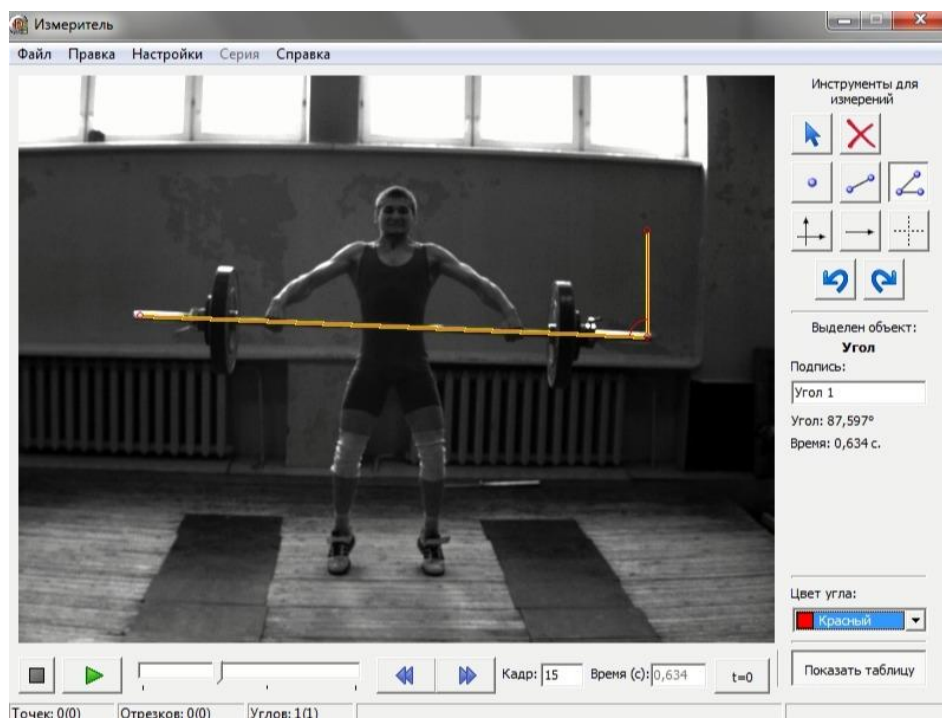 Измеритель
Файл Правка Настройки Серия Справка
Инструменты для
измерений
Выделен объект:
Угол
Подпись:
Угол 1
Угол: 87,597°
Время: 0,634 с.
Цвет угла:
Красный
Кадр: 15 Время (с): 0,634 t=0
Показать таблицу
Точек: 0(0) Отрезков: 0(0) Углов: 1(1)